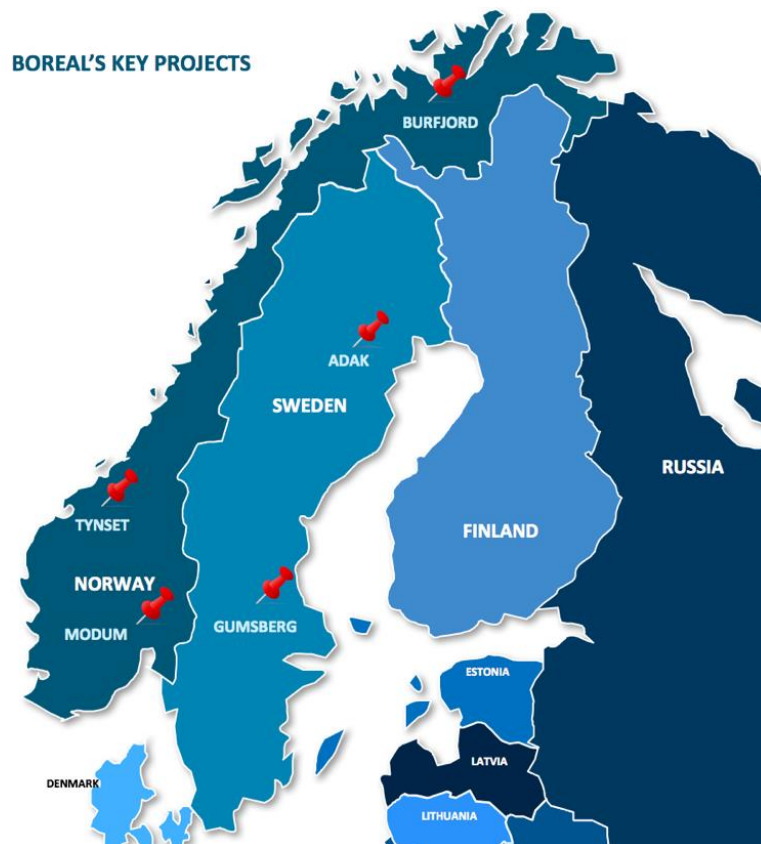 BOREAL'S KEY PROJECTS
BURFJORD
ADAK
SWEDEN
RUSSIA
TYNSET
FINLAND
NORWAY
MODUM
GUMSBERG
ESTONIA
LATVIA
DENMARK
LITHUANIA